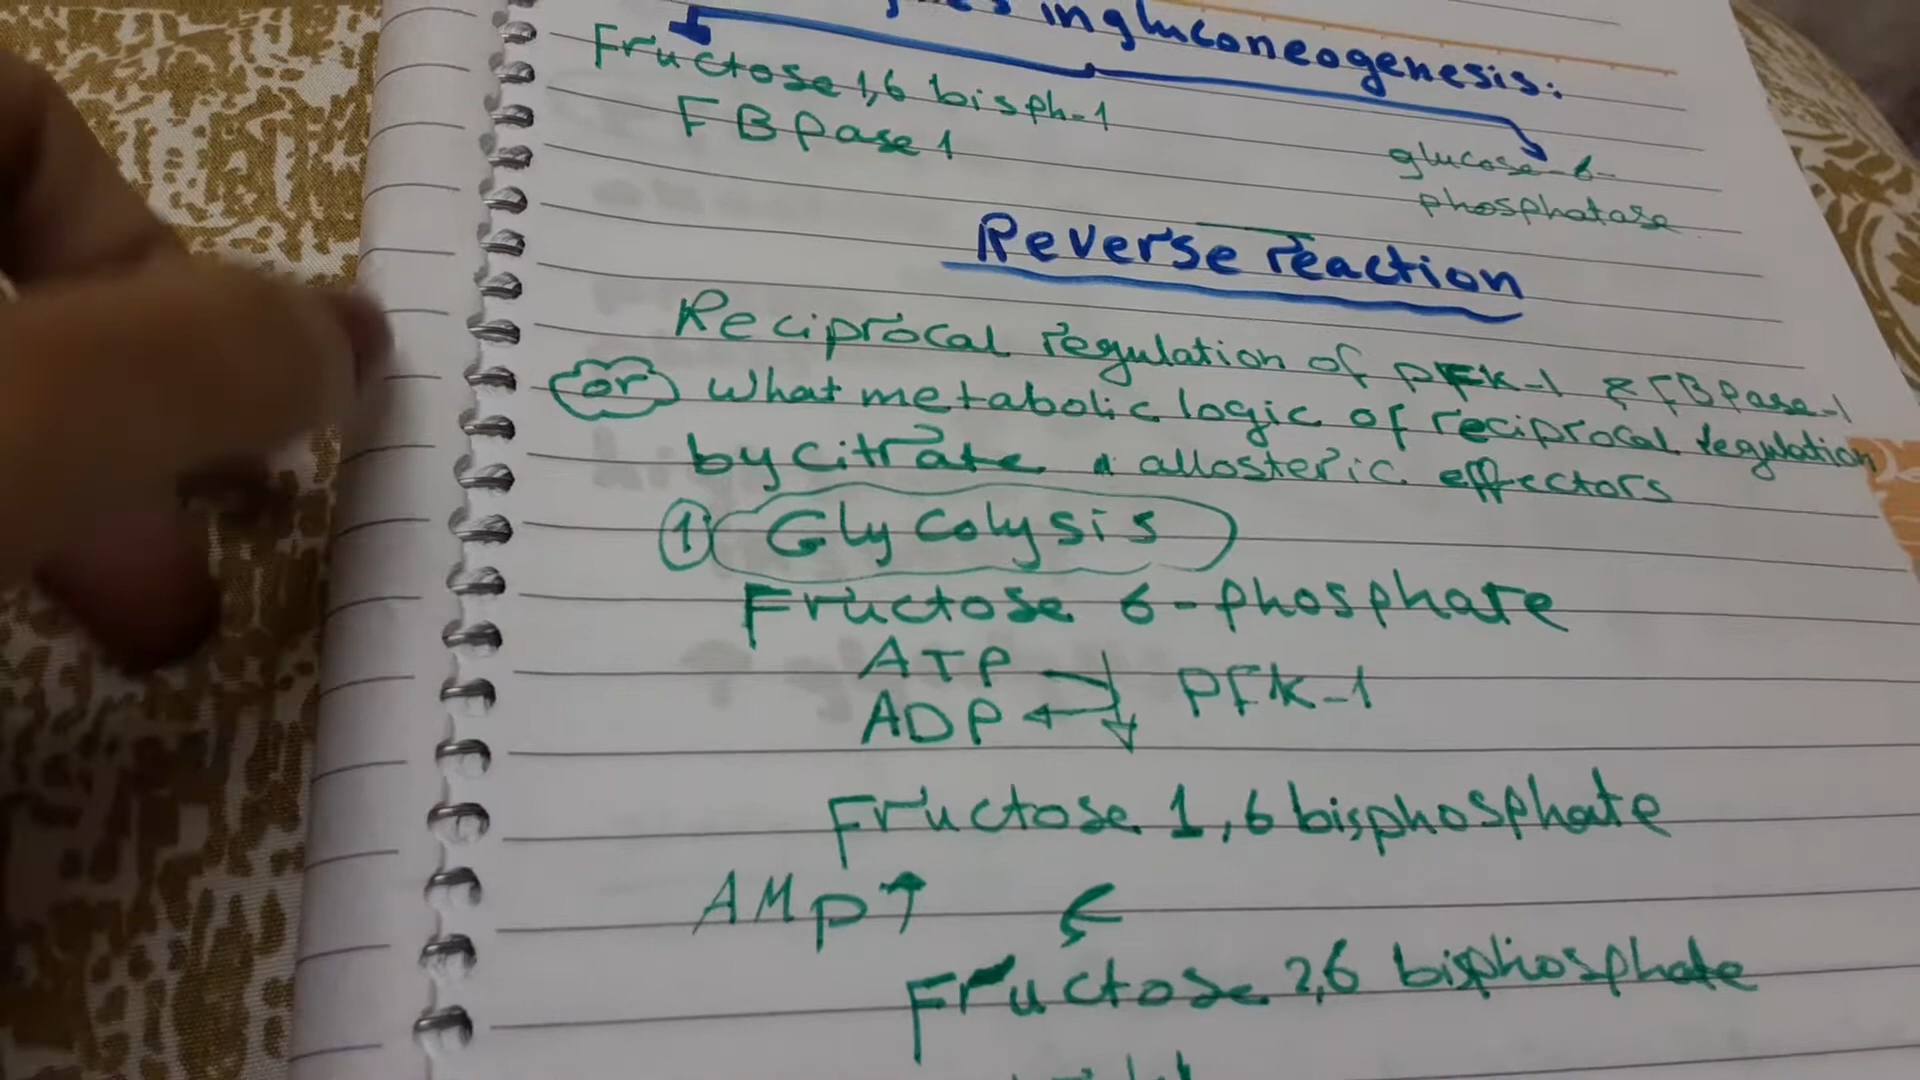 in gluconeogenesis:
Fructose 1,6 bisph-1
FBPase 1
glucose-6-
phosphatase
Reverse reaction
Reciprocal regulation of PFK-1 & FBPase-1
or What metabolic logic of reciprocal regulation
by citrate & allosteric effectors
1 Glycolysis
Fructose 6-phosphate
ATP
PFK-1
ADP
Fructose 1,6 bisphosphate
AMP↑ ←
Fructose 2,6 bisphosphate